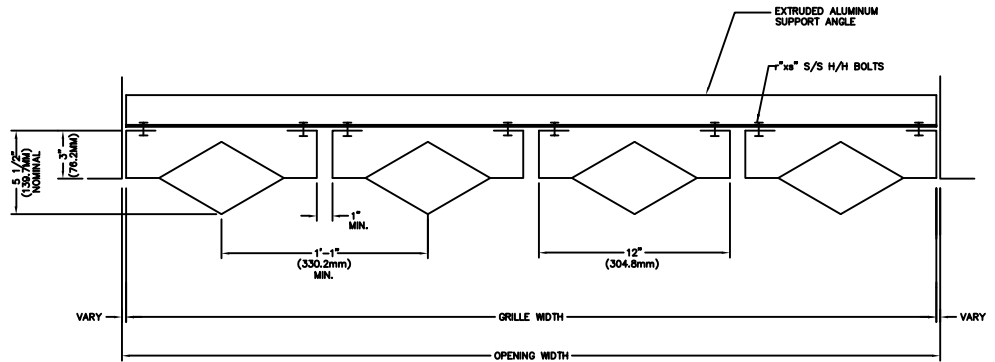 EXTRUDED ALUMINUM
SUPPORT ANGLE
r"xs" S/S H/H BOLTS
5 1/2"
(139.7MM)
NOMINAL
3"
(76.2MM)
1"
MIN.
1'-1"
(330.2mm)
MIN.
12"
(304.8mm)
VARY
GRILLE WIDTH
VARY
OPENING WIDTH